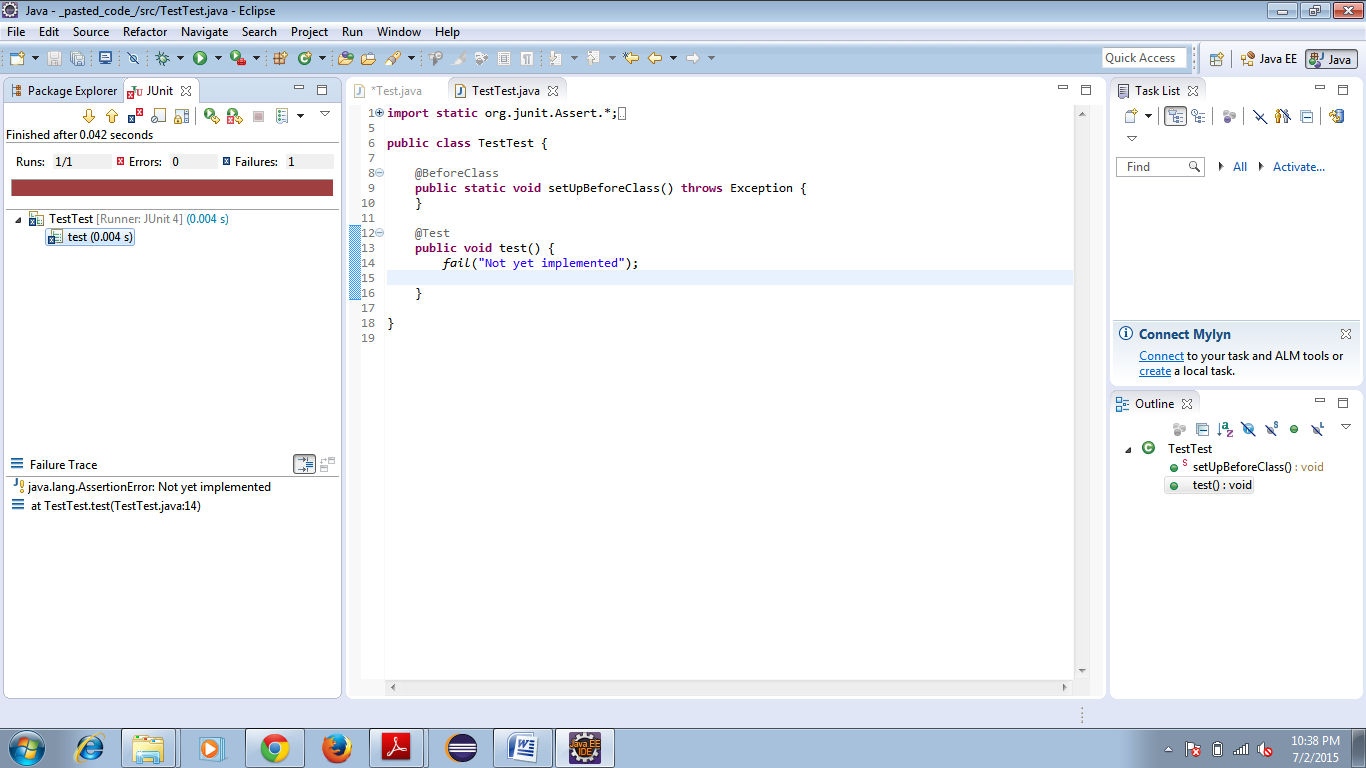 Java - _pasted_code_/src/TestTest.java - Eclipse
File Edit Source Refactor Navigate Search Project Run Window Help
Quick Access
Java EE
Java
Package Explorer
JUnit
Finished after 0.042 seconds
Runs: 1/1 Errors: 0 Failures: 1
TestTest [Runner: JUnit 4] (0.004 s)
test (0.004 s)
Failure Trace
java.lang.AssertionError: Not yet implemented
at TestTest.test(TestTest.java:14)
*Test.java
TestTest.java
1 import static org.junit.Assert.*;
5
6 public class TestTest {
7
8 @BeforeClass
9 public static void setUpBeforeClass() throws Exception {
10 }
11
12 @Test
13 public void test() {
14 fail("Not yet implemented");
15
16 }
17
18 }
19
Task List
Find
All
Activate...
Connect Mylyn
Connect to your task and ALM tools or
create a local task.
Outline
TestTest
setUpBeforeClass() : void
test() : void
Java EE
IDE
10:38 PM
7/2/2015